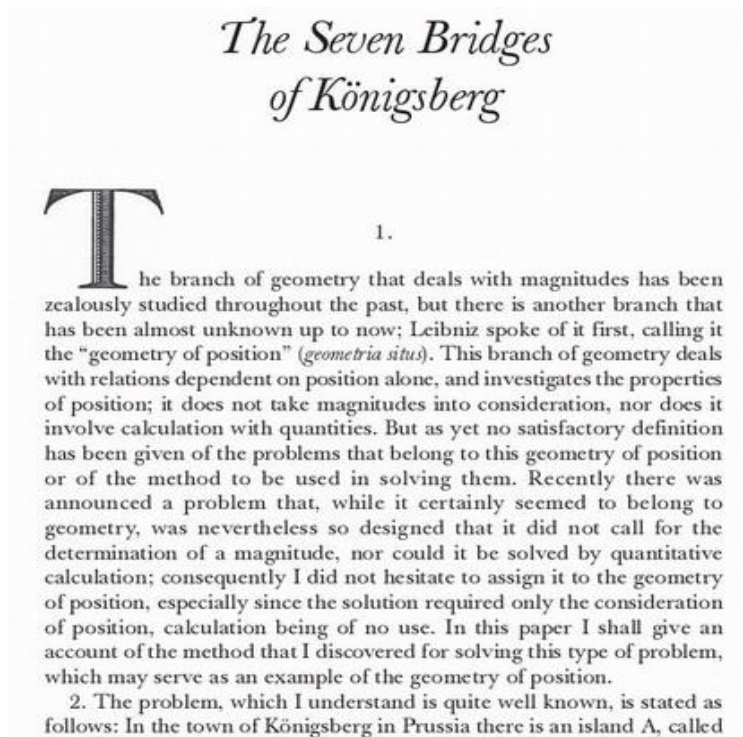 The Seven Bridges
of Königsberg
1.
The branch of geometry that deals with magnitudes has been
zealously studied throughout the past, but there is another branch that
has been almost unknown up to now; Leibniz spoke of it first, calling it
the “geometry of position” (geometria situs). This branch of geometry deals
with relations dependent on position alone, and investigates the properties
of position; it does not take magnitudes into consideration, nor does it
involve calculation with quantities. But as yet no satisfactory definition
has been given of the problems that belong to this geometry of position
or of the method to be used in solving them. Recently there was
announced a problem that, while it certainly seemed to belong to
geometry, was nevertheless so designed that it did not call for the
determination of a magnitude, nor could it be solved by quantitative
calculation; consequently I did not hesitate to assign it to the geometry
of position, especially since the solution required only the consideration
of position, calculation being of no use. In this paper I shall give an
account of the method that I discovered for solving this type of problem,
which may serve as an example of the geometry of position.
2. The problem, which I understand is quite well known, is stated as
follows: In the town of Königsberg in Prussia there is an island A, called